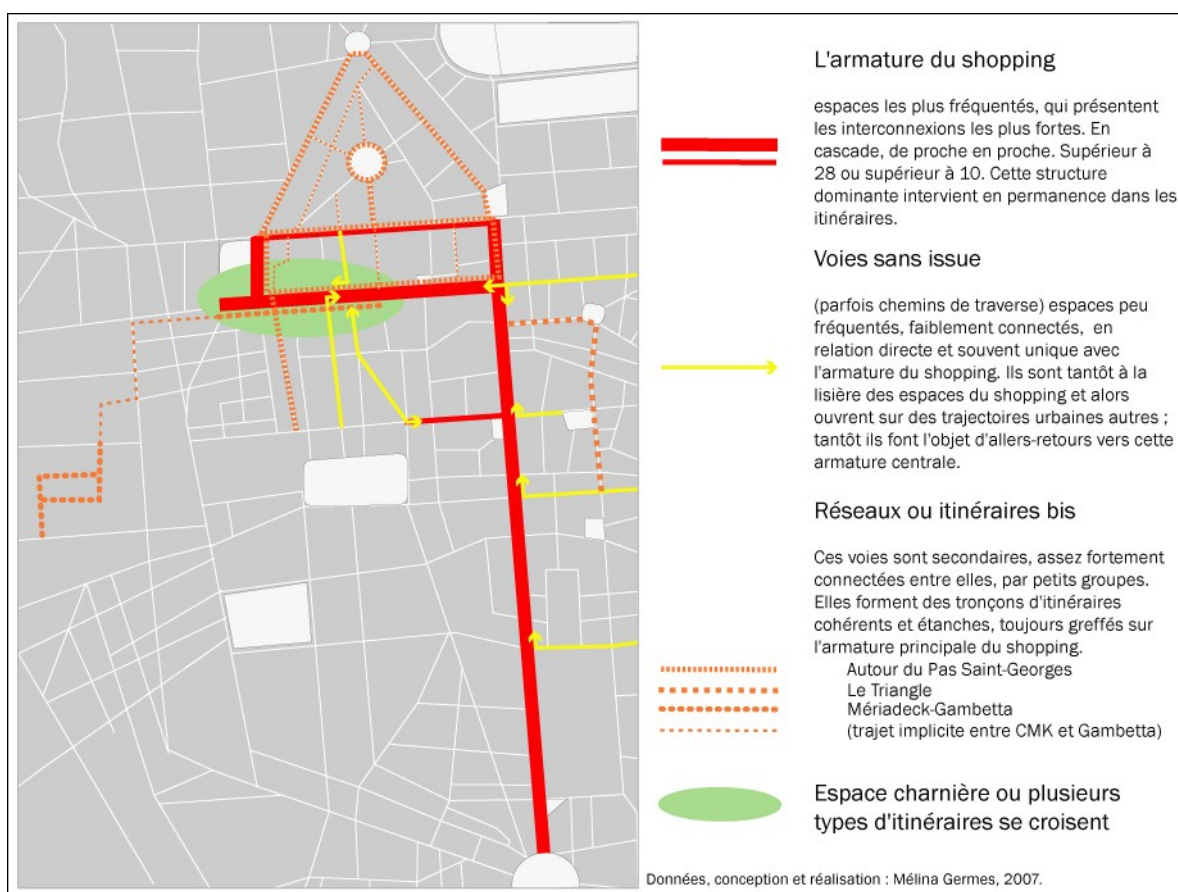 L'armature du shopping
espaces les plus fréquentés, qui présentent
les interconnexions les plus fortes. En
cascade, de proche en proche. Supérieur à
28 ou supérieur à 10. Cette structure
dominante intervient en permanence dans les
itinéraires.
Voies sans issue
(parfois chemins de traverse) espaces peu
fréquentés, faiblement connectés, en
relation directe et souvent unique avec
l'armature du shopping. Ils sont tantôt à la
lisière des espaces du shopping et alors
ouvrent sur des trajectoires urbaines autres ;
tantôt ils font l'objet d'allers-retours vers cette
armature centrale.
Réseaux ou itinéraires bis
Ces voies sont secondaires, assez fortement
connectées entre elles, par petits groupes.
Elles forment des tronçons d'itinéraires
cohérents et étanches, toujours greffés sur
l'armature principale du shopping.
Autour du Pas Saint-Georges
Le Triangle
Mériadeck-Gambetta
(trajet implicite entre CMK et Gambetta)
Espace charnière ou plusieurs
types d'itinéraires se croisent
Données, conception et réalisation : Mélina Germes, 2007.